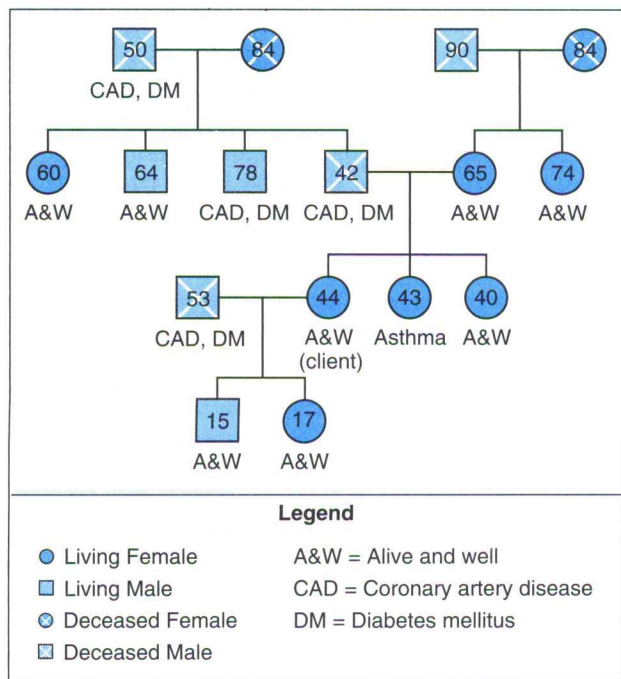 50 84 90 84
CAD, DM
60 64 78 42 65 74
A&W A&W CAD, DM CAD, DM A&W A&W
53 44 43 40
CAD, DM A&W Asthma A&W
(client)
15 17
A&W A&W
Legend
Living Female A&W = Alive and well
Living Male CAD = Coronary artery disease
Deceased Female DM = Diabetes mellitus
Deceased Male